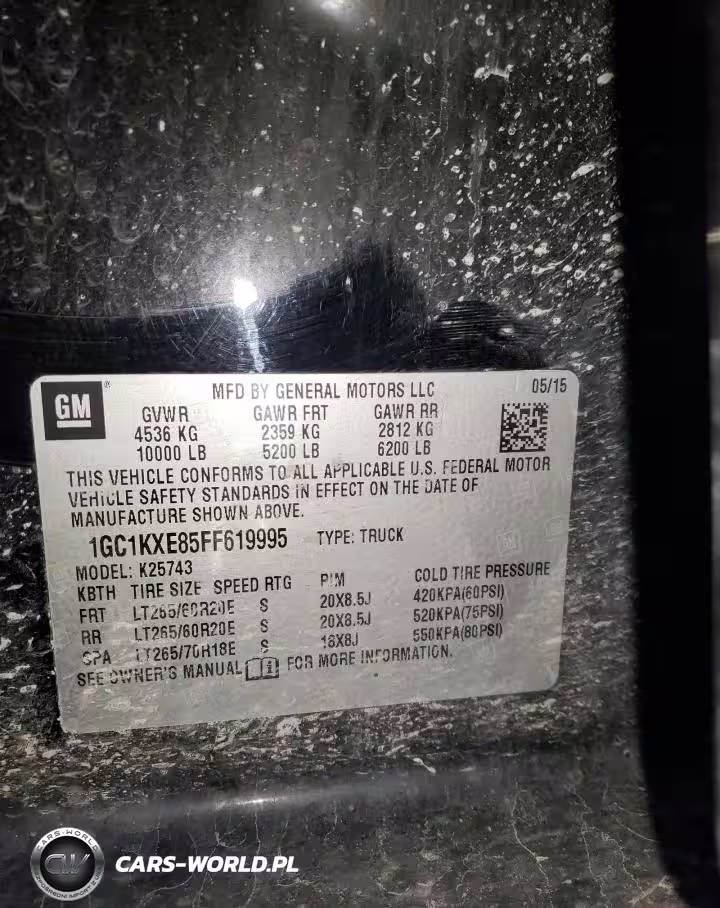 GM ®
MFD BY GENERAL MOTORS LLC 05/15
GVWR GAWR FRT GAWR RR
4536 KG 2359 KG 2812 KG
10000 LB 5200 LB 6200 LB
THIS VEHICLE CONFORMS TO ALL APPLICABLE U.S. FEDERAL MOTOR
VEHICLE SAFETY STANDARDS IN EFFECT ON THE DATE OF
MANUFACTURE SHOWN ABOVE.
1GC1KXE85FF619995 TYPE: TRUCK
MODEL: K25743
KBTH TIRE SIZE SPEED RTG RIM COLD TIRE PRESSURE
FRT LT265/60R20E S 20X8.5J 420KPA(60PSI)
RR LT265/60R20E S 20X8.5J 520KPA(75PSI)
SPA LT265/70R18E S 18X8J 550KPA(80PSI)
SEE OWNER'S MANUAL FOR MORE INFORMATION.
CARS-WORLD
CW
CARS-WORLD.PL